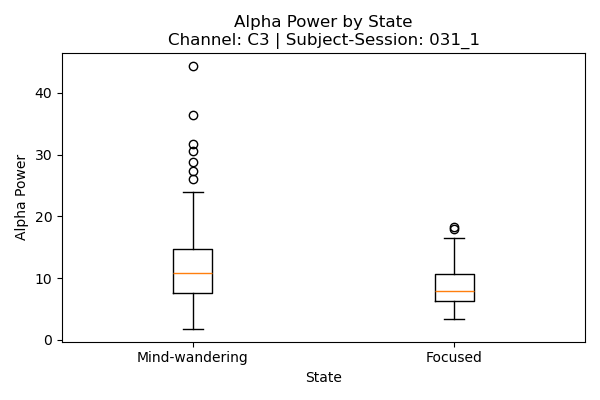 Alpha Power by State
Channel: C3 | Subject-Session: 031_1
Alpha Power
40
30
20
10
0
Mind-wandering
Focused
State